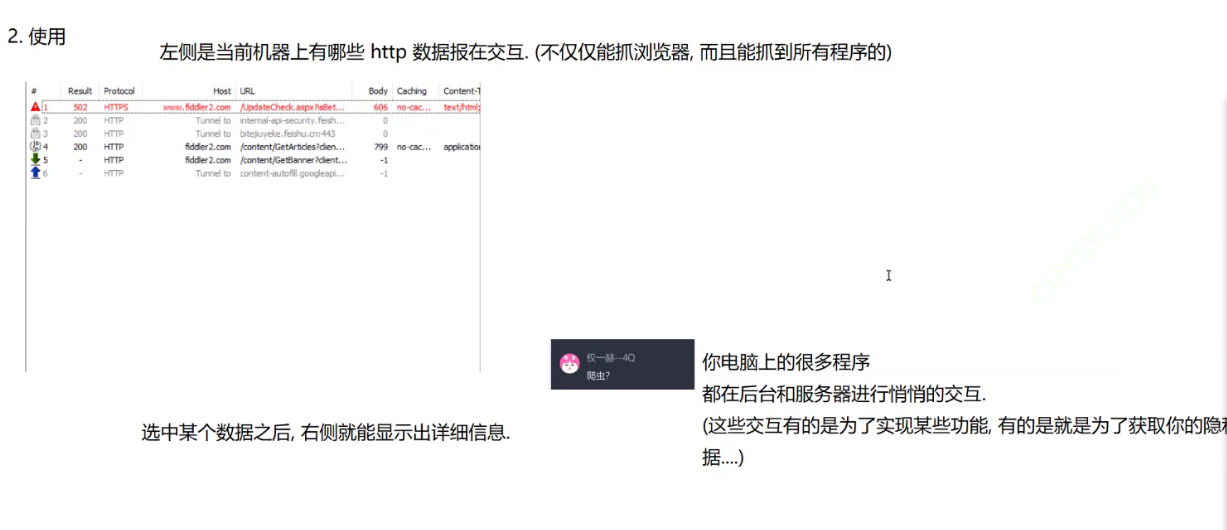 2. 使用
左侧是当前机器上有哪些 http 数据报在交互. (不仅仅能抓浏览器, 而且能抓到所有程序的)
# Result Protocol Host URL Body Caching Content-T
1 502 HTTPS www.fiddler2.com /UpdateCheck.aspx?isBet... 606 no-cac... text/html;
2 200 HTTP Tunnel to internal-api-security.feish... 0
3 200 HTTP Tunnel to bitejiuyeke.feishu.cn:443 0
4 200 HTTP fiddler2.com /content/GetArticles?clien... 799 no-cac... applicatio
5 - HTTP fiddler2.com /content/GetBanner?client... -1
6 - HTTP Tunnel to content-autofill.googleapi... -1
CUYSYLCDU
权一赫--4Q
爬虫?
你电脑上的很多程序
都在后台和服务器进行悄悄的交互.
(这些交互有的是为了实现某些功能, 有的是就是为了获取你的隐
据....)
选中某个数据之后, 右侧就能显示出详细信息.